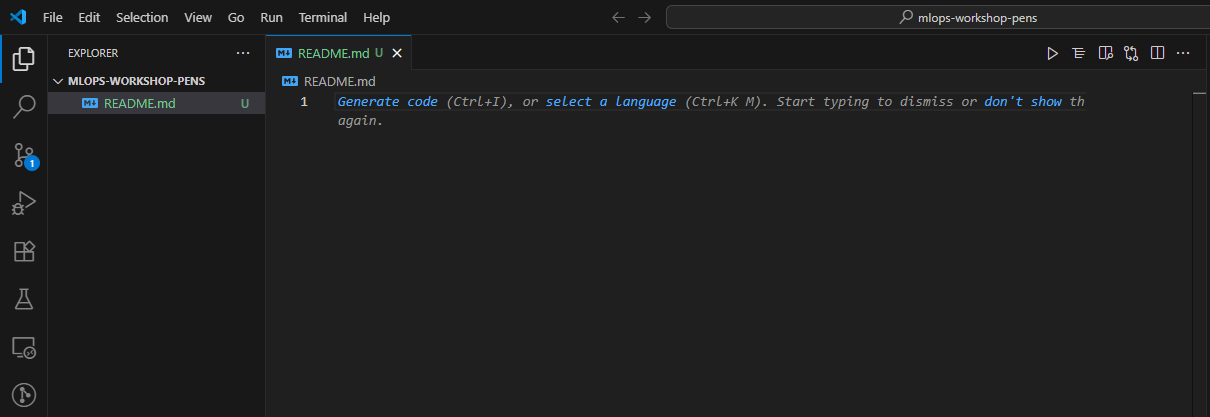 File Edit Selection View Go Run Terminal Help
mlops-workshop-pens
EXPLORER
MLOPS-WORKSHOP-PENS
README.md U
1
README.md U
README.md
1 Generate code (Ctrl+I), or select a language (Ctrl+K M). Start typing to dismiss or don't show th
again.